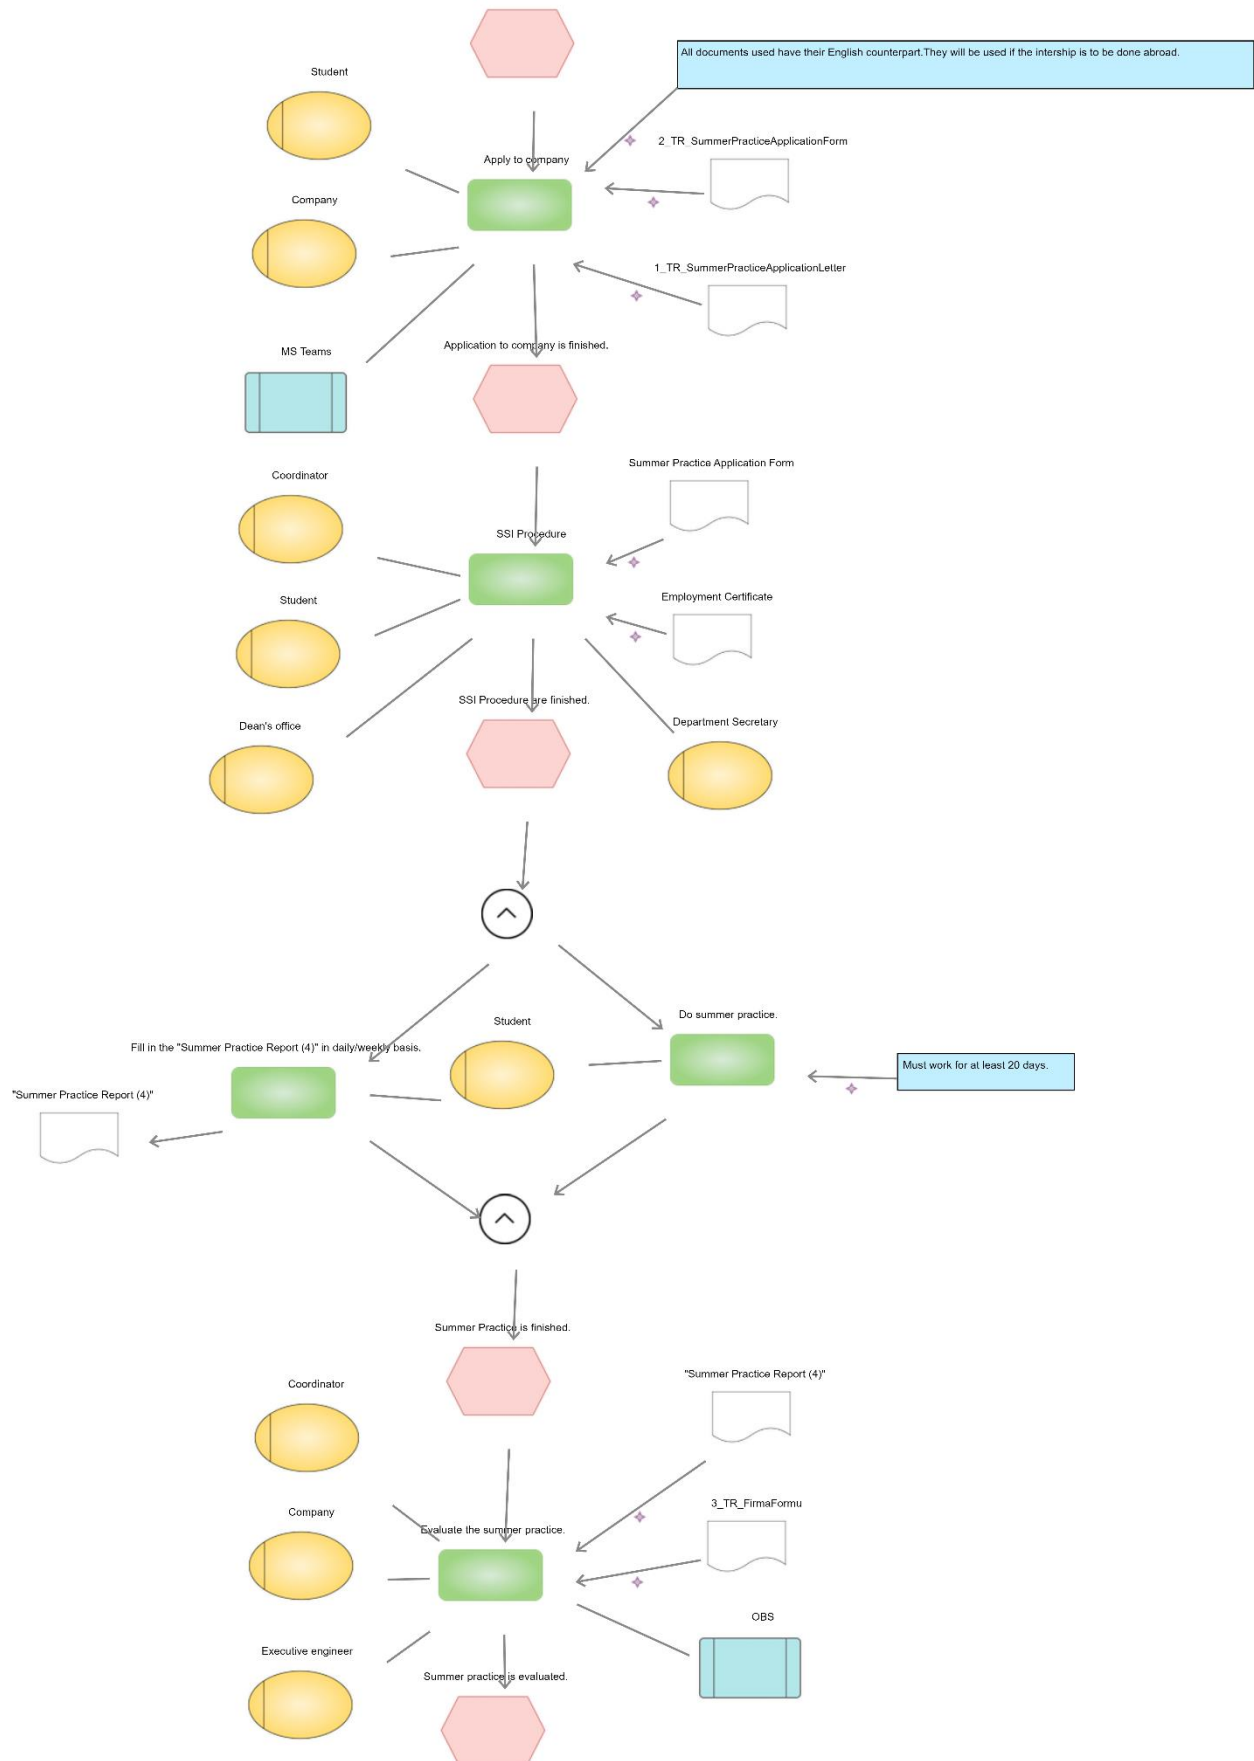 All documents used have their English counterpart.They will be used if the intership is to be done abroad.
Student
2_TR_SummerPracticeApplicationForm
Apply to company
Company
1_TR_SummerPracticeApplicationLetter
Application to company is finished.
MS Teams
Summer Practice Application Form
Coordinator
SSI Procedure
Employment Certificate
Student
SSI Procedure are finished.
Department Secretary
Dean's office
Do summer practice.
Student
Fill in the "Summer Practice Report (4)" in daily/weekly basis.
Must work for at least 20 days.
"Summer Practice Report (4)"
Summer Practice is finished.
"Summer Practice Report (4)"
Coordinator
3_TR_FirmaFormu
Company
Evaluate the summer practice.
OBS
Executive engineer
Summer practice is evaluated.